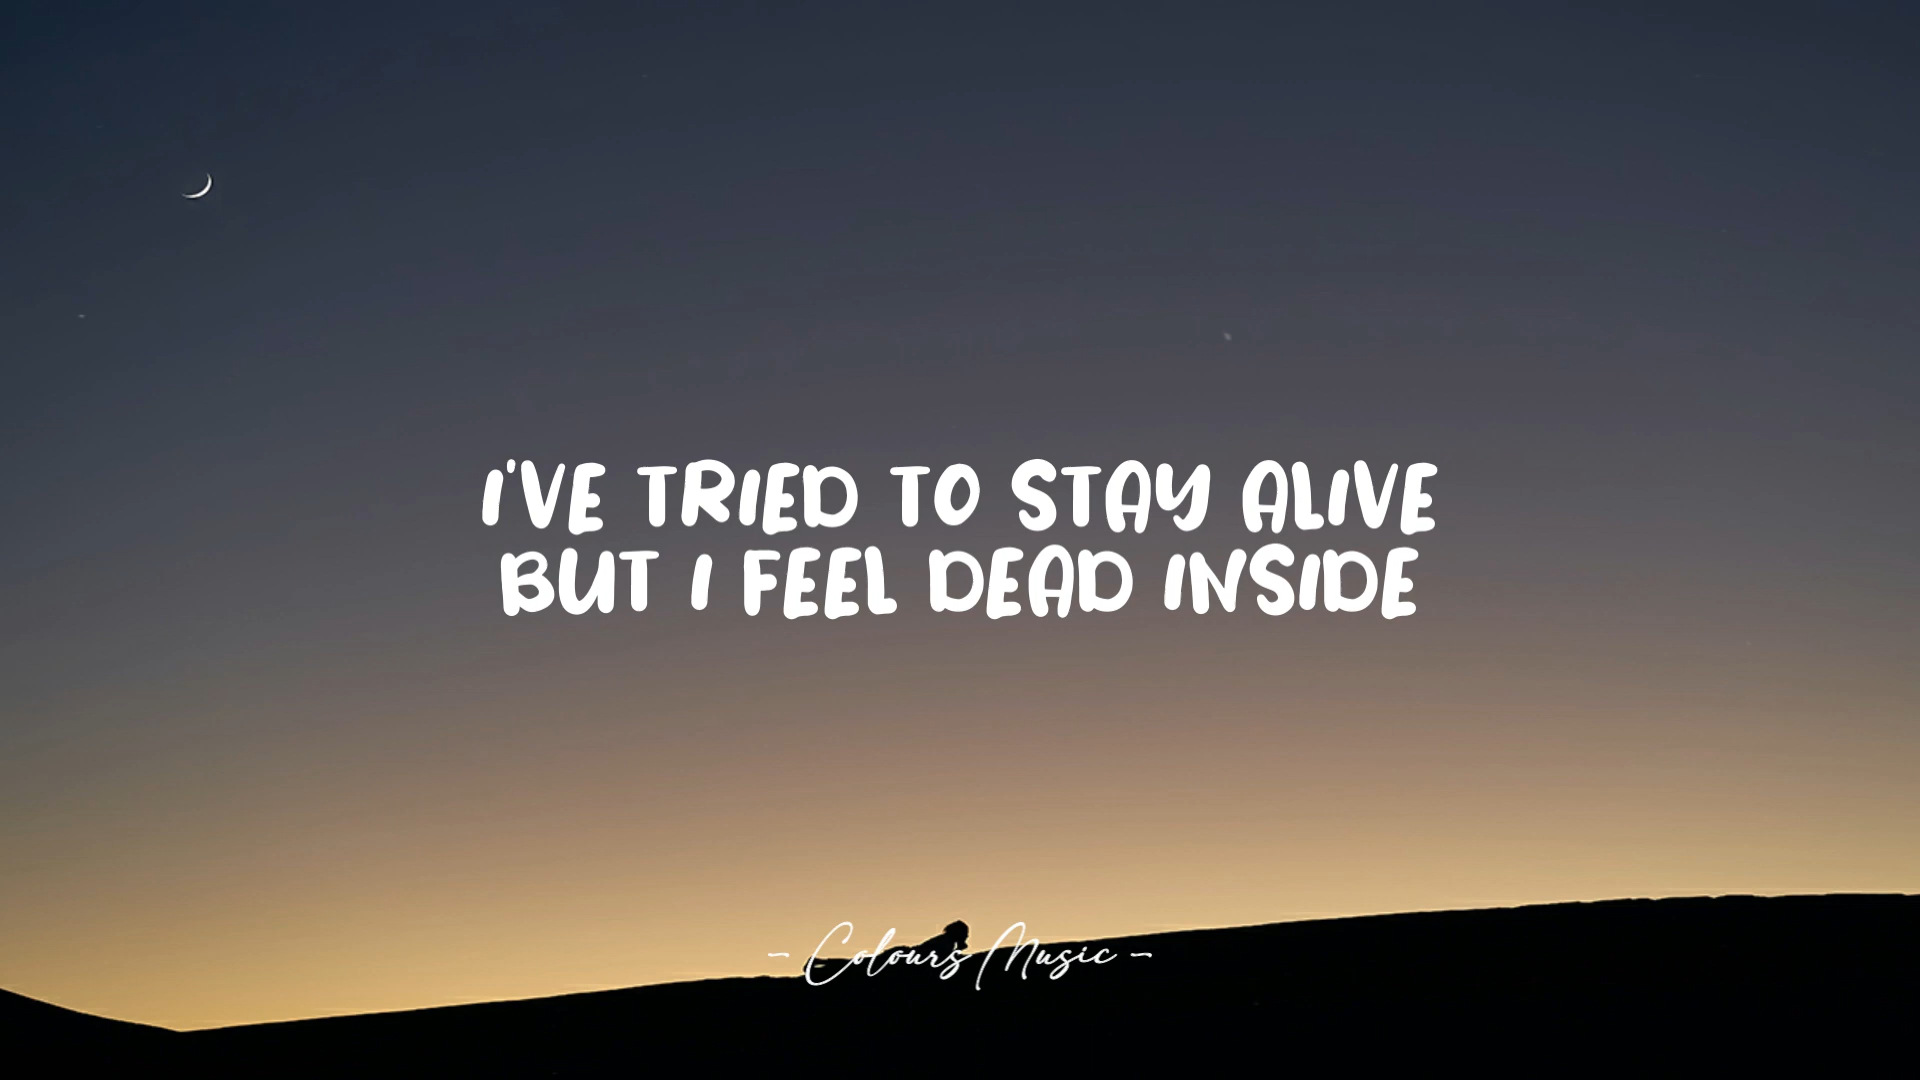 I'VE TRIED TO STAY ALIVE
BUT I FEEL DEAD INSIDE
- Colours Music -